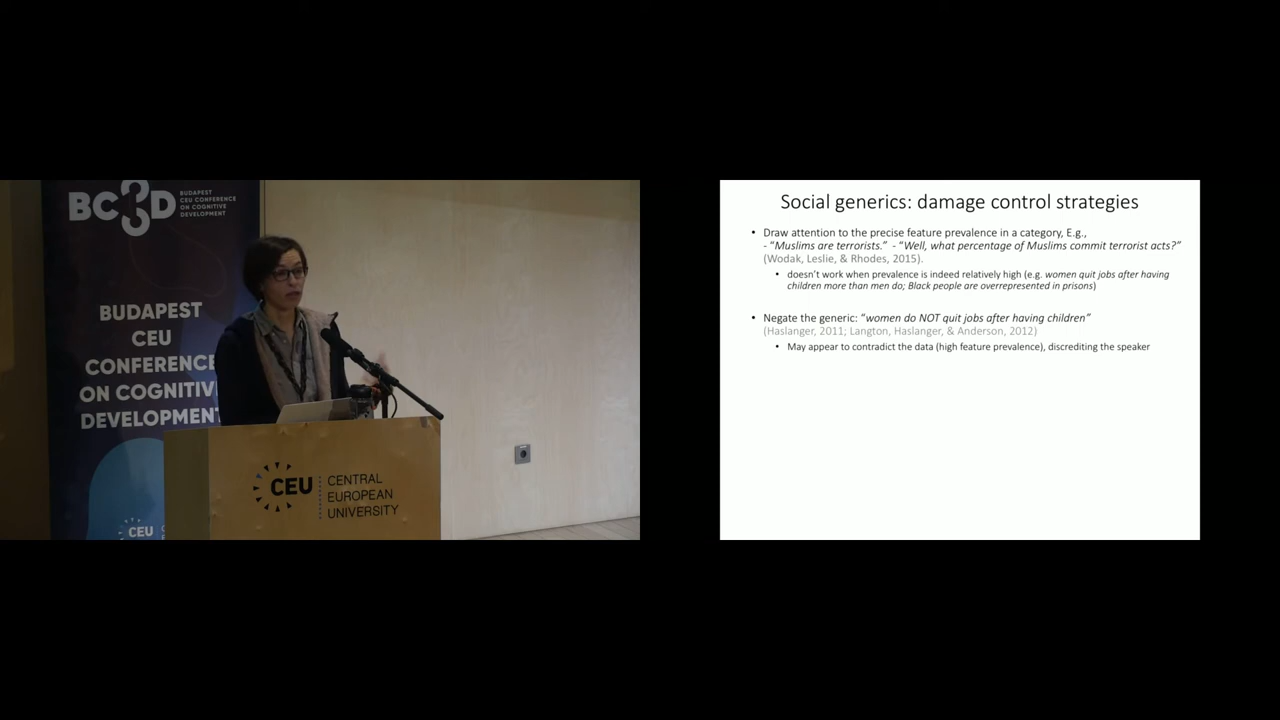 BC3D
BUDAPEST
CEU CONFERENCE
ON COGNITIVE
DEVELOPMENT
BUDAPEST
CEU
CONFERENCE
ON COGNITIV
DEVELOPMENT
CEU
CEU
CENTRAL
EUROPEAN
UNIVERSITY
Social generics: damage control strategies
• Draw attention to the precise feature prevalence in a category, E.g.,
- "Muslims are terrorists." - "Well, what percentage of Muslims commit terrorist acts?"
(Wodak, Leslie, & Rhodes, 2015).
• doesn't work when prevalence is indeed relatively high (e.g. women quit jobs after having
children more than men do; Black people are overrepresented in prisons)
• Negate the generic: "women do NOT quit jobs after having children"
(Haslanger, 2011; Langton, Haslanger, & Anderson, 2012)
• May appear to contradict the data (high feature prevalence), discrediting the speaker